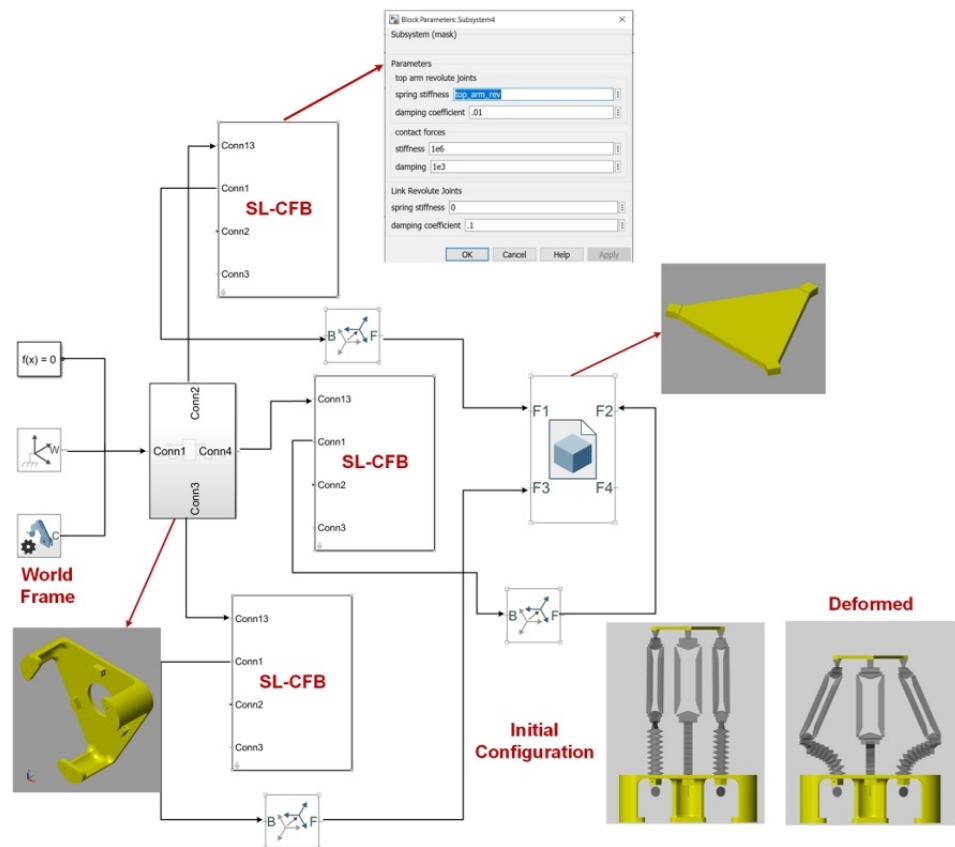 Block Parameters: Subsystem4
Subsystem (mask)
Parameters
top arm revolute joints
spring stiffness top_arm_rev
damping coefficient .01
contact forces
stiffness 1e6
damping 1e3
Link Revolute Joints
spring stiffness 0
damping coefficient .1
OK Cancel Help Apply
Conn13
Conn1
SL-CFB
Conn2
Conn3
B F
f(x) = 0
W
C
World
Frame
Conn2
Conn1 Conn4
Conn3
Conn13
Conn1
SL-CFB
Conn2
Conn3
F1 F2
F3 F4
B F
Conn13
Conn1
SL-CFB
Conn2
Conn3
B F
Initial
Configuration
Deformed